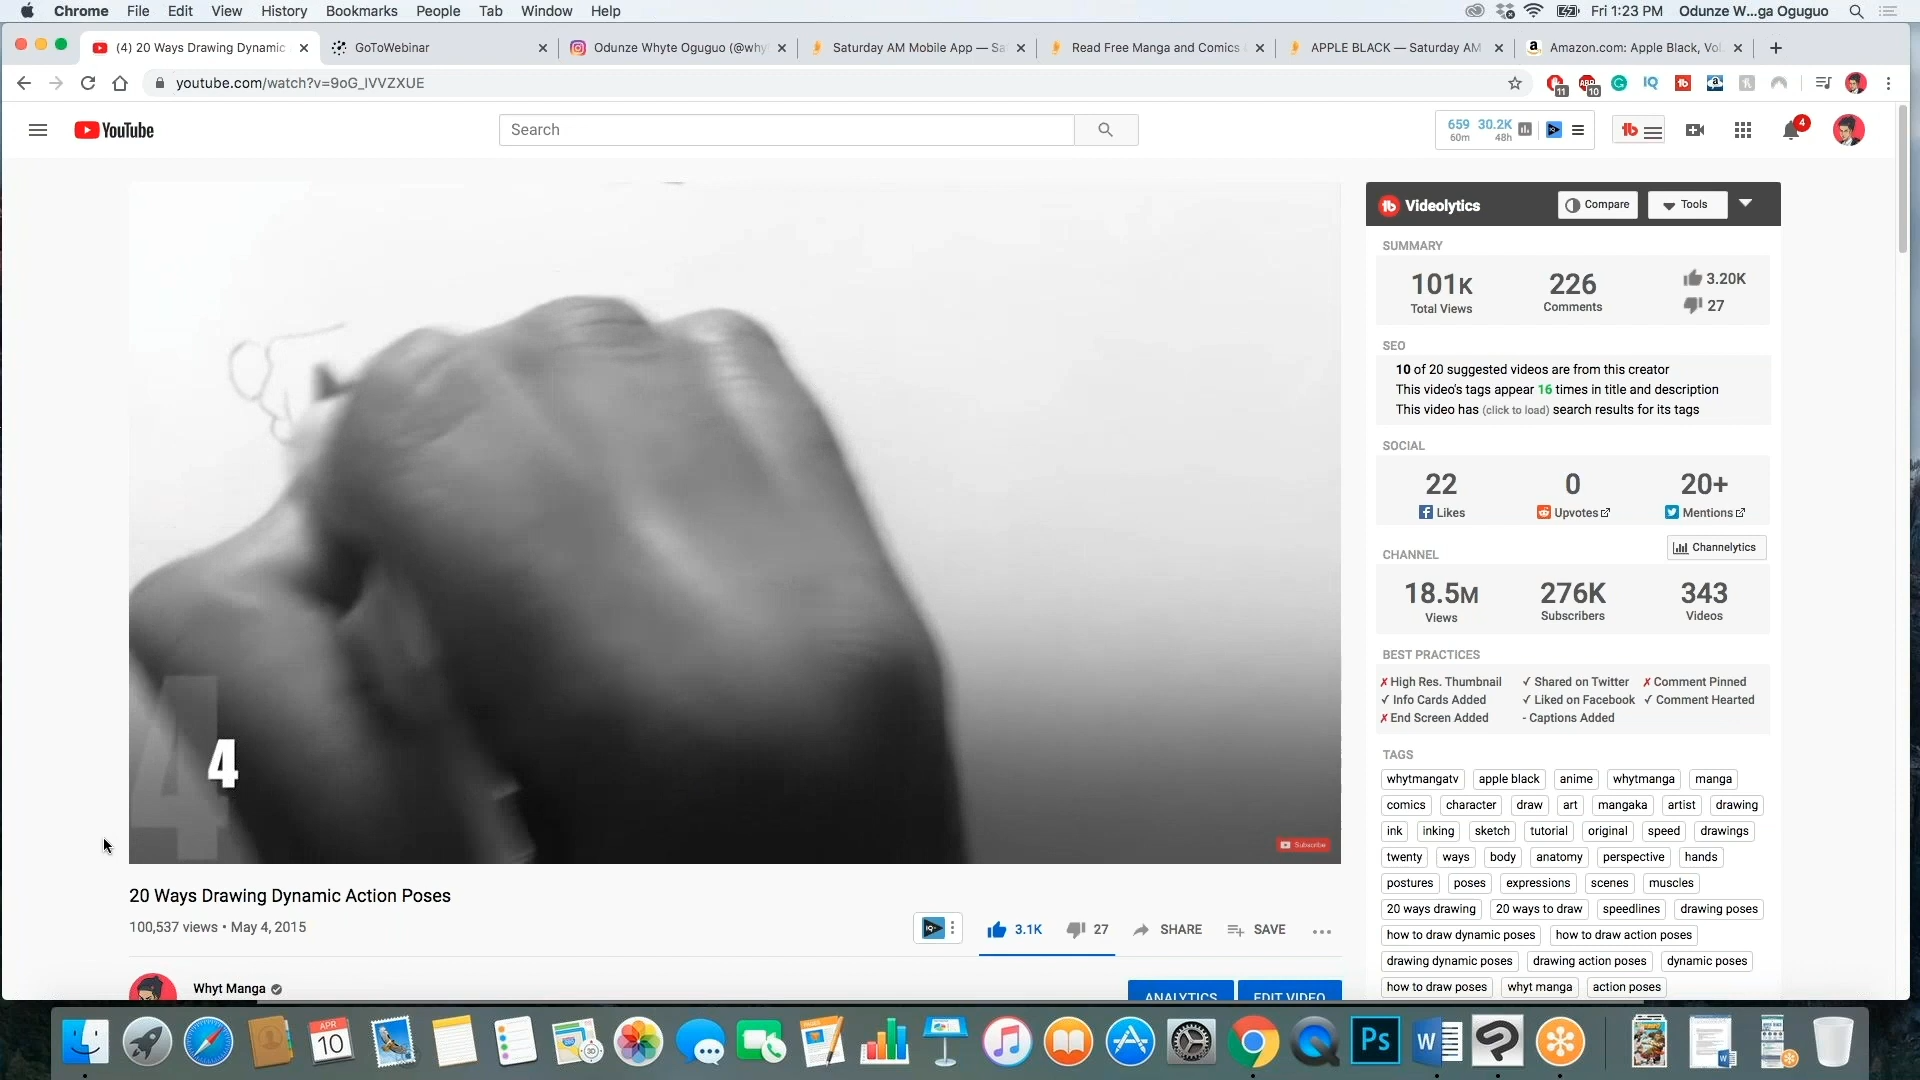 Chrome File Edit View History Bookmarks People Tab Window Help
Fri 1:23 PM Odunze W...ga Oguguo
(4) 20 Ways Drawing Dynamic
GoToWebinar
Odunze Whyte Oguguo (@why
Saturday AM Mobile App — Sa
Read Free Manga and Comics
APPLE BLACK — Saturday AM
Amazon.com: Apple Black, Vol.
youtube.com/watch?v=9oG_IVVZXUE
11
ABP 10
IQ
YouTube
Search
659 30.2K
60m 48h
4
Videolytics Compare Tools
SUMMARY
101K 226 3.20K
Total Views Comments 27
SEO
10 of 20 suggested videos are from this creator
This video's tags appear 16 times in title and description
This video has (click to load) search results for its tags
SOCIAL
22 0 20+
Likes Upvotes Mentions
CHANNEL Channelytics
18.5M 276K 343
Views Subscribers Videos
BEST PRACTICES
✗ High Res. Thumbnail ✓ Shared on Twitter ✗ Comment Pinned
✓ Info Cards Added ✓ Liked on Facebook ✓ Comment Hearted
✗ End Screen Added - Captions Added
TAGS
whytmangatv apple black anime whytmanga manga
comics character draw art mangaka artist drawing
ink inking sketch tutorial original speed drawings
twenty ways body anatomy perspective hands
postures poses expressions scenes muscles
20 ways drawing 20 ways to draw speedlines drawing poses
how to draw dynamic poses how to draw action poses
drawing dynamic poses drawing action poses dynamic poses
how to draw poses whyt manga action poses
4
4
Subscribe
20 Ways Drawing Dynamic Action Poses
100,537 views • May 4, 2015
IQ 3.1K 27 SHARE SAVE
Whyt Manga
ANALYTICS EDIT VIDEO
APR
10
PAGES
Ps
W